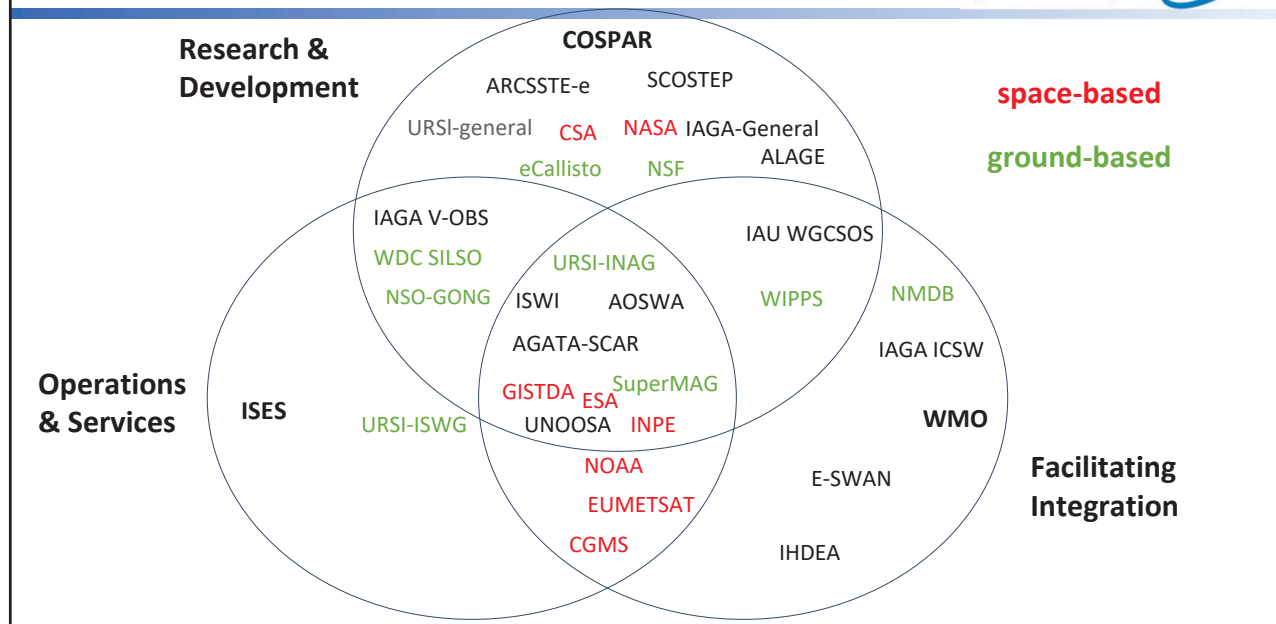 Research &
Development
COSPAR
ARCSSTE-e
SCOSTEP
URSI-general
CSA
NASA
IAGA-General
ALAGE
eCallisto
NSF
space-based
ground-based
IAGA V-OBS
WDC SILSO
NSO-GONG
URSI-INAG
ISWI
AOSWA
AGATA-SCAR
GISTDA
ESA
SuperMAG
UNOOSA
INPE
IAU WGCSOS
WIPPS
NMDB
IAGA ICSW
WMO
Operations
& Services
ISES
URSI-ISWG
NOAA
EUMETSAT
CGMS
E-SWAN
IHDEA
Facilitating
Integration